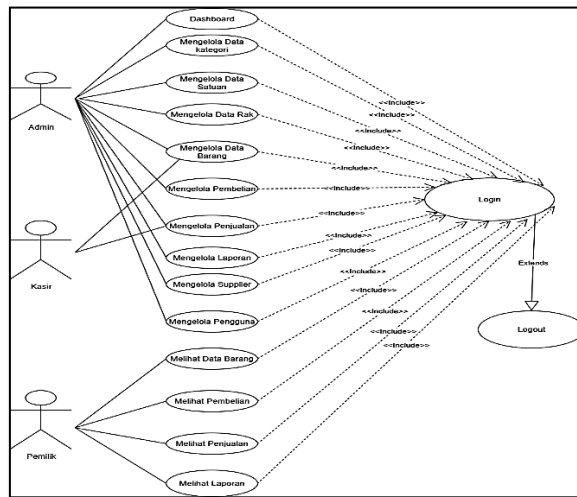 Dashboard
Mengelola Data
kategori
Mengelola Data
Satuan
Mengelola Data Rak
Mengelola Data
Barang
Mengelola Pembelian
Mengelola Penjualan
Mengelola Laporan
Mengelola Supplier
Mengelola Pengguna
Melihat Data Barang
Melihat Pembelian
Melihat Penjualan
Melihat Laporan
Admin
Kasir
Pemilik
<<Include>>
<<Include>>
<<Include>>
<<Include>>
<<Include>>
<<Include>>
<<Include>>
<<Include>>
<<Include>>
<<Include>>
<<Include>>
<<Include>>
<<Include>>
<<Include>>
Login
Extends
Logout